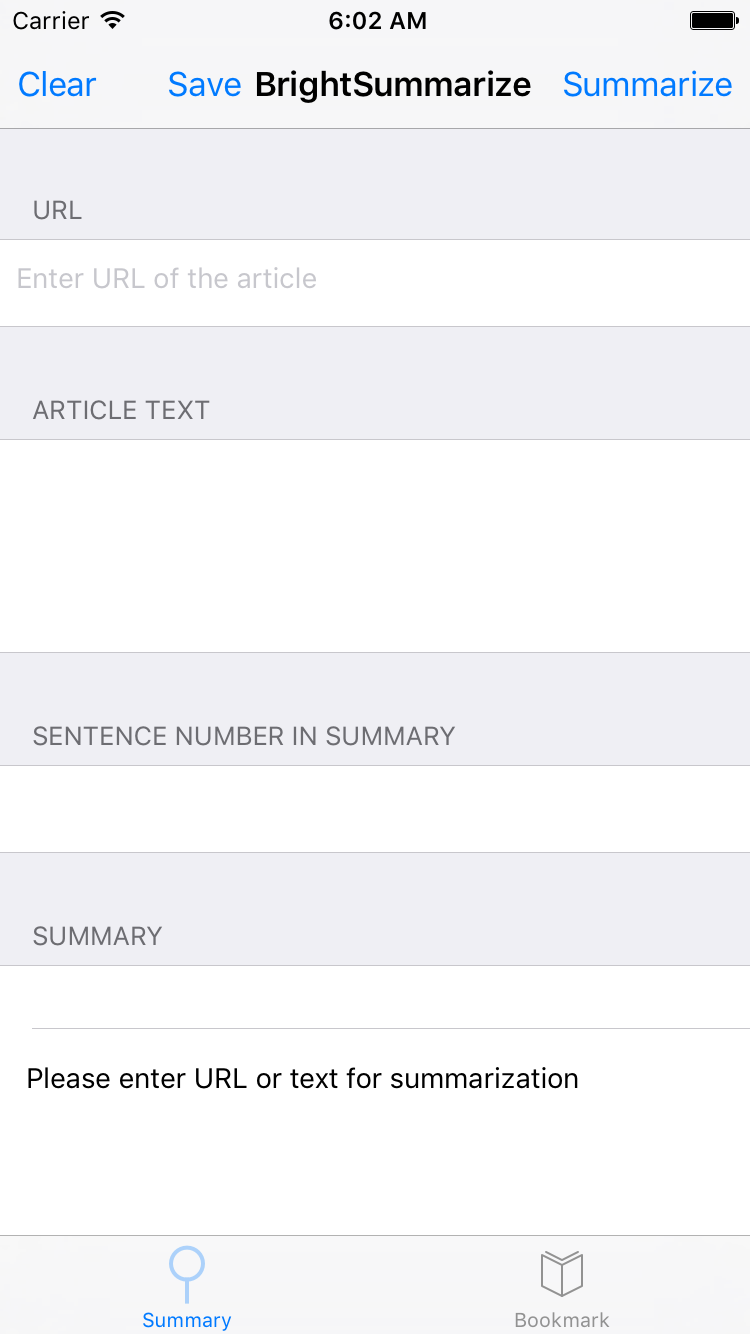 Carrier 6:02 AM
Clear Save BrightSummarize Summarize
URL
Enter URL of the article
ARTICLE TEXT
SENTENCE NUMBER IN SUMMARY
SUMMARY
Please enter URL or text for summarization
Summary Bookmark